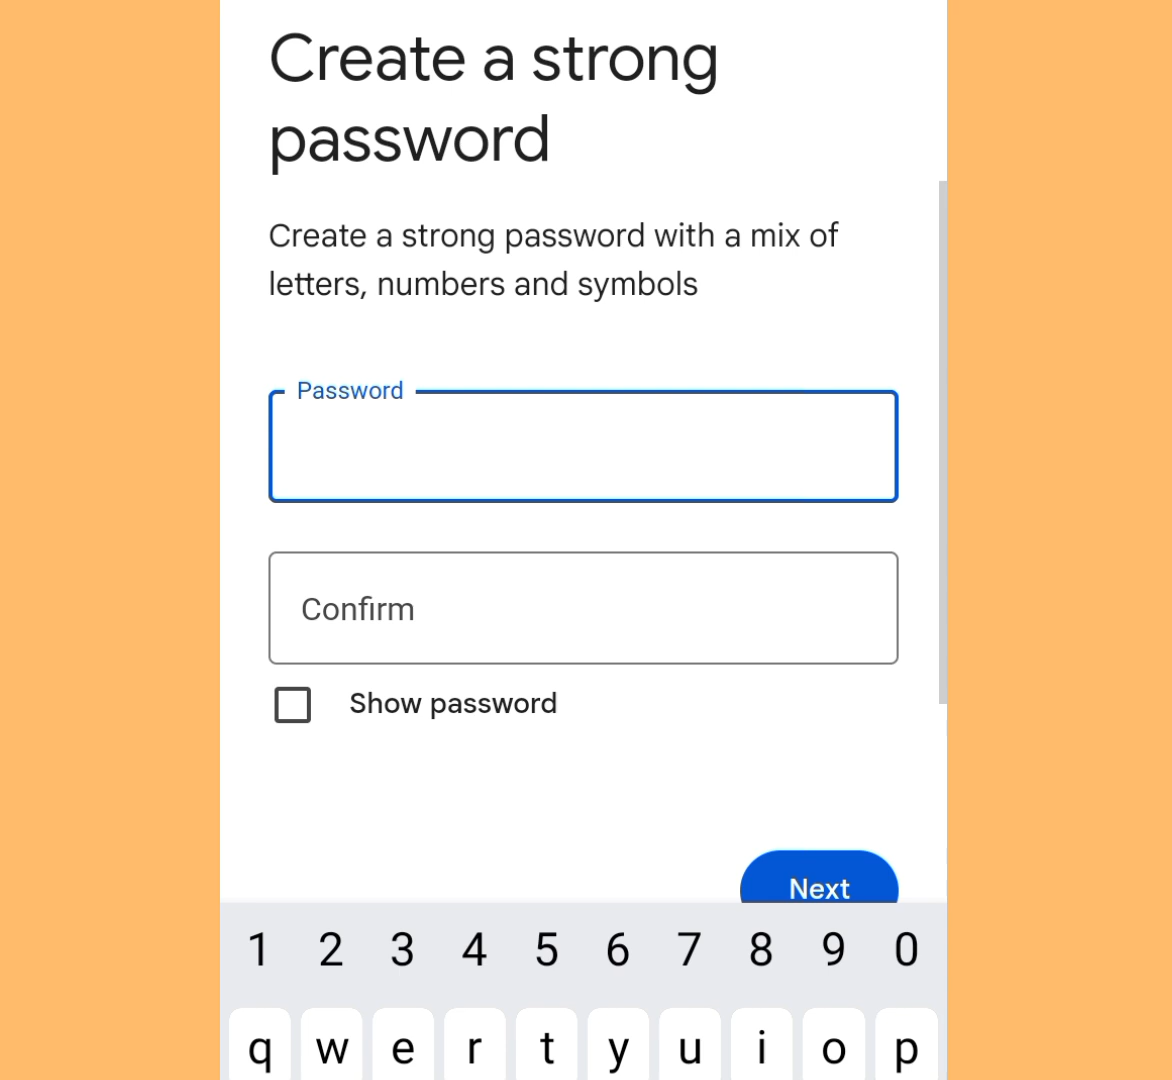 Create a strong
password
Create a strong password with a mix of
letters, numbers and symbols
Password
Confirm
Show password
Next
1 2 3 4 5 6 7 8 9 0
q w e r t y u i o p